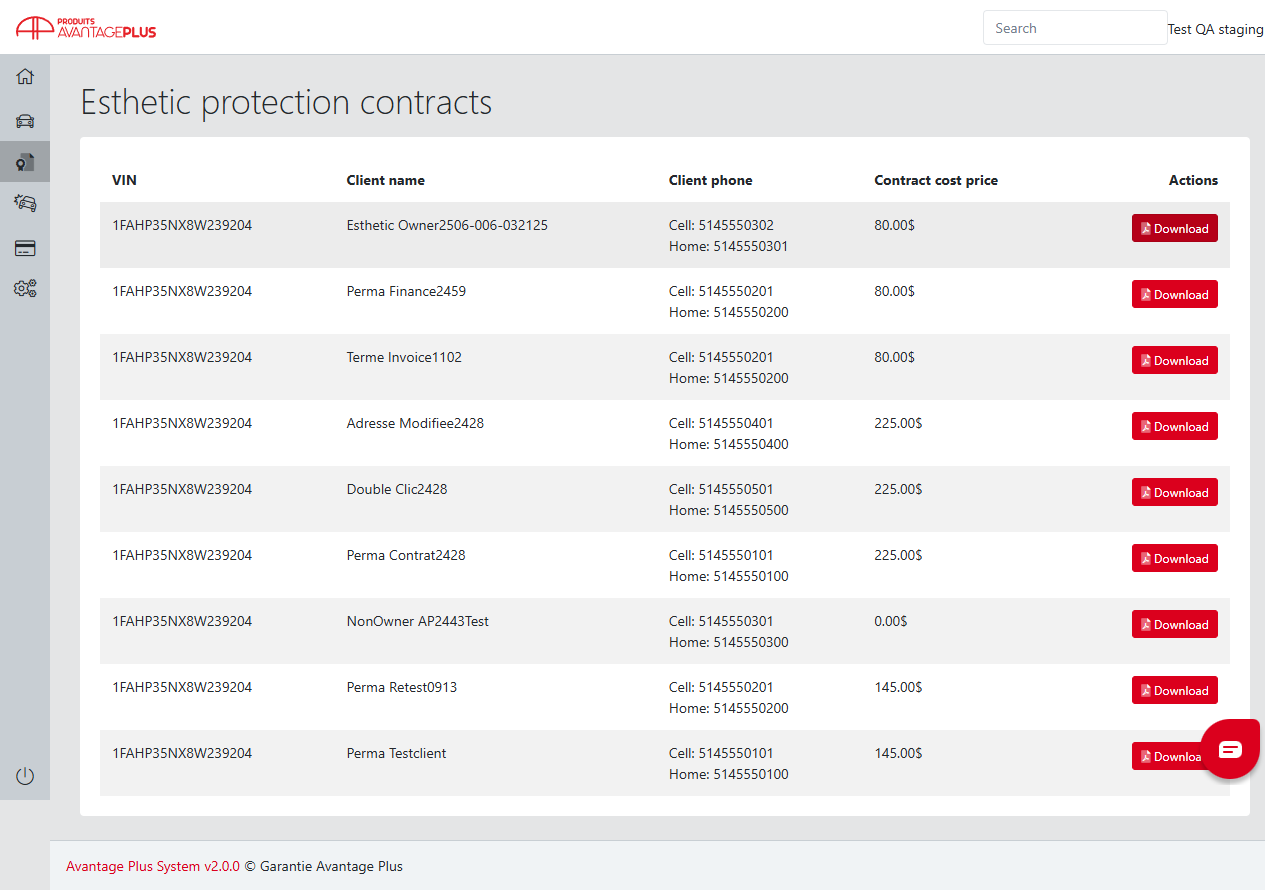 PRODUITS
AVANTAGEPLUS
Search
Test QA staging
Esthetic protection contracts
VIN Client name Client phone Contract cost price Actions
1FAHP35NX8W239204 Esthetic Owner2506-006-032125 Cell: 5145550302 80.00$ Download
Home: 5145550301
1FAHP35NX8W239204 Perma Finance2459 Cell: 5145550201 80.00$ Download
Home: 5145550200
1FAHP35NX8W239204 Terme Invoice1102 Cell: 5145550201 80.00$ Download
Home: 5145550200
1FAHP35NX8W239204 Adresse Modifiee2428 Cell: 5145550401 225.00$ Download
Home: 5145550400
1FAHP35NX8W239204 Double Clic2428 Cell: 5145550501 225.00$ Download
Home: 5145550500
1FAHP35NX8W239204 Perma Contrat2428 Cell: 5145550101 225.00$ Download
Home: 5145550100
1FAHP35NX8W239204 NonOwner AP2443Test Cell: 5145550301 0.00$ Download
Home: 5145550300
1FAHP35NX8W239204 Perma Retest0913 Cell: 5145550201 145.00$ Download
Home: 5145550200
1FAHP35NX8W239204 Perma Testclient Cell: 5145550101 145.00$ Downloa
Home: 5145550100
Avantage Plus System v2.0.0 © Garantie Avantage Plus